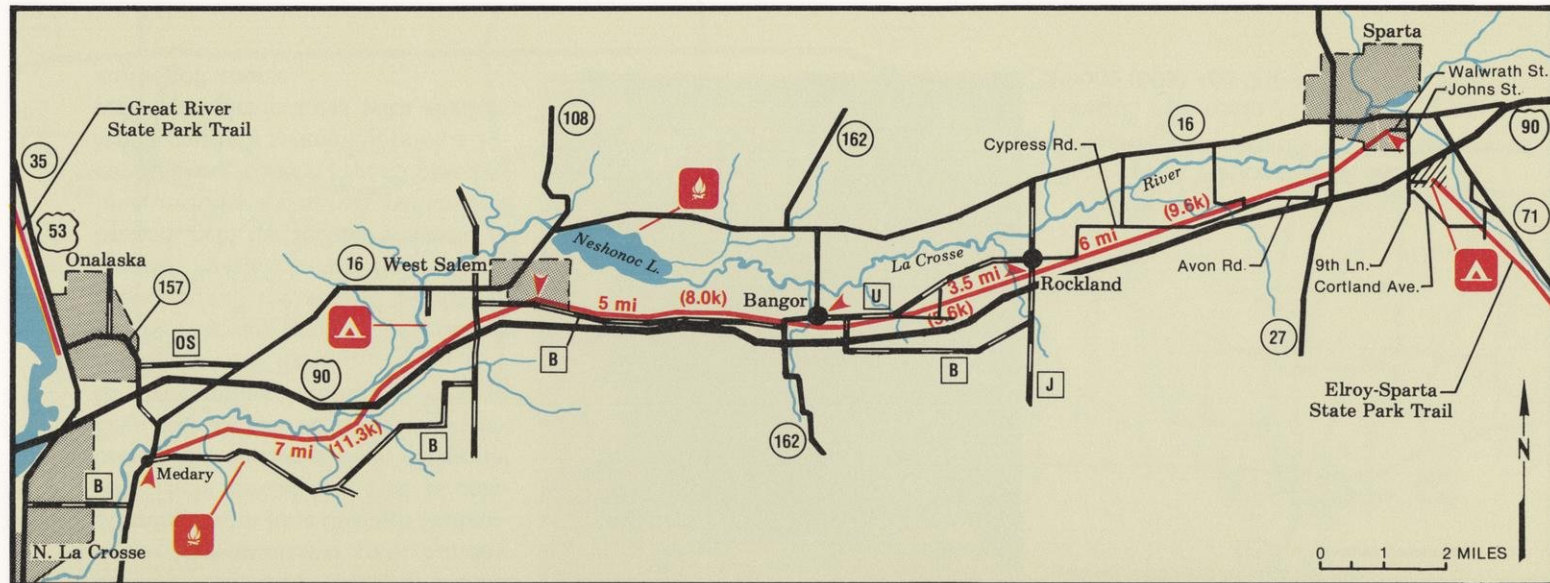 Great River
State Park Trail
35
53
Onalaska
157
OS
16
90
B
Medary
N. La Crosse
7 mi
(11.3k)
B
108
West Salem
Neshonoc L.
5 mi
(8.0k)
B
162
Bangor
U
162
La Crosse
River
3.5 mi
(5.6k)
B
J
Rockland
Cypress Rd.
16
6 mi
(9.6k)
Avon Rd.
27
Sparta
Walwrath St.
Johns St.
90
71
9th Ln.
Cortland Ave.
Elroy-Sparta
State Park Trail
N
0 1 2 MILES